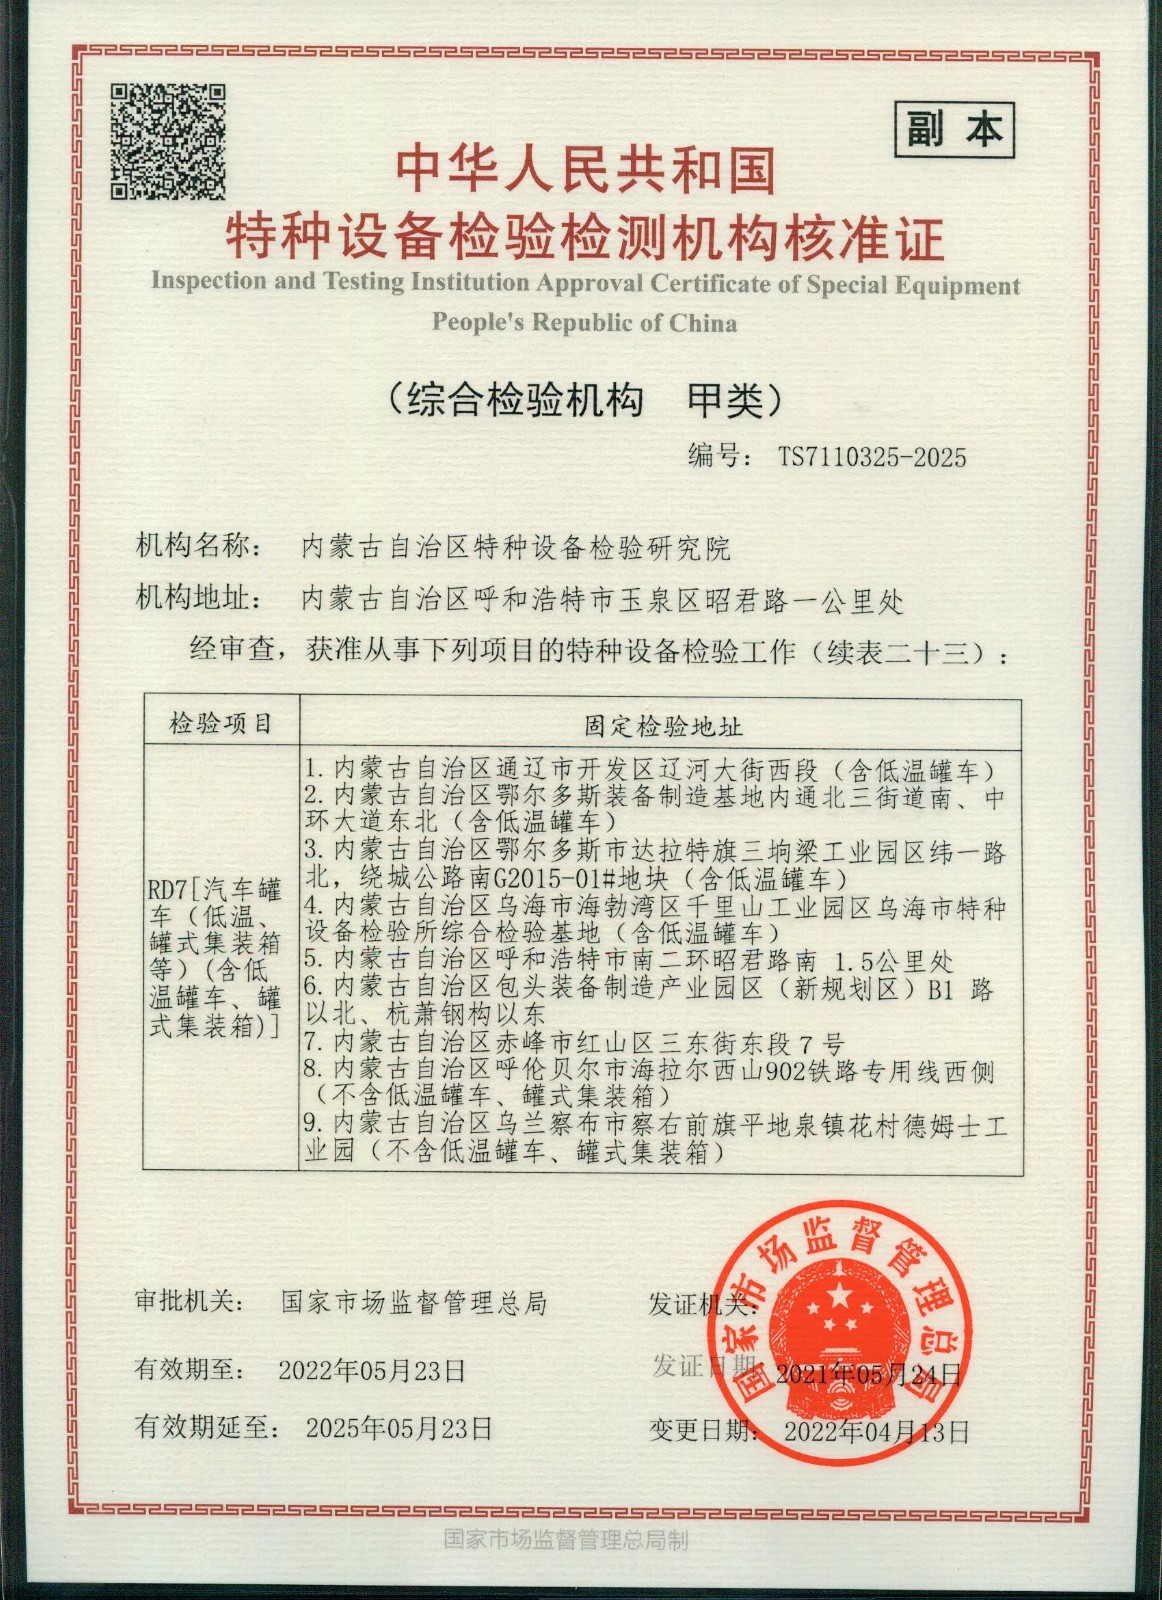 副 本
中华人民共和国
特种设备检验检测机构核准证
Inspection and Testing Institution Approval Certificate of Special Equipment
People's Republic of China
（综合检验机构 甲类）
编号： TS7110325-2025
机构名称： 内蒙古自治区特种设备检验研究院
机构地址： 内蒙古自治区呼和浩特市玉泉区昭君路一公里处
经审查，获准从事下列项目的特种设备检验工作（续表二十三）：
检验项目
固定检验地址
RD7[汽车罐
车（低温、
罐式集装箱
等）(含低
温罐车、罐
式集装箱)]
1.内蒙古自治区通辽市开发区辽河大街西段（含低温罐车）
2.内蒙古自治区鄂尔多斯装备制造基地内通北三街道南、中
环大道东北（含低温罐车）
3.内蒙古自治区鄂尔多斯市达拉特旗三垧梁工业园区纬一路
北，绕城公路南G2015-01#地块（含低温罐车）
4.内蒙古自治区乌海市海勃湾区千里山工业园区乌海市特种
设备检验所综合检验基地（含低温罐车）
5.内蒙古自治区呼和浩特市南二环昭君路南 1.5公里处
6.内蒙古自治区包头装备制造产业园区（新规划区）B1 路
以北、杭萧钢构以东
7.内蒙古自治区赤峰市红山区三东街东段7号
8.内蒙古自治区呼伦贝尔市海拉尔西山902铁路专用线西侧
（不含低温罐车、罐式集装箱）
9.内蒙古自治区乌兰察布市察右前旗平地泉镇花村德姆士工
业园（不含低温罐车、罐式集装箱）
审批机关： 国家市场监督管理总局
发证机关：
国家市场监督管理总局
有效期至： 2022年05月23日
发证日期 2021年05月24日
有效期延至： 2025年05月23日
变更日期： 2022年04月13日
国家市场监督管理总局制